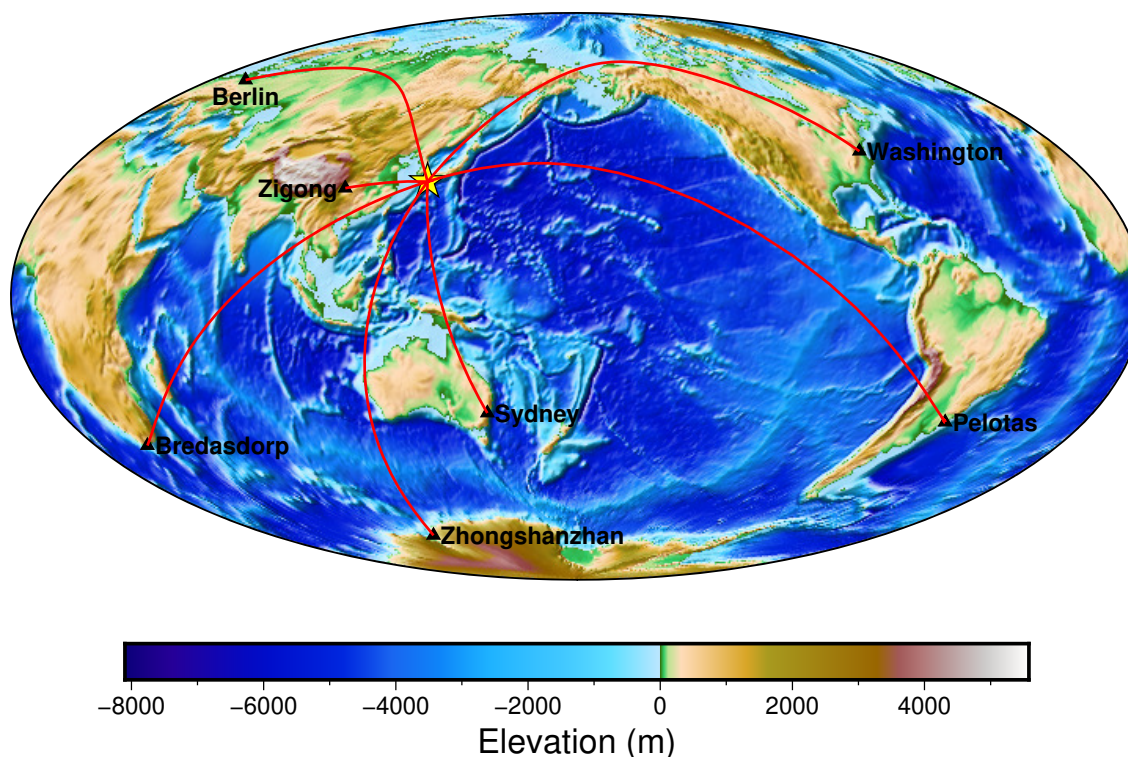 Berlin
Washington
Zigong
Sydney
Pelotas
Bredasdorp
Zhongshanzhan
−8000 −6000 −4000 −2000 0 2000 4000
Elevation (m)